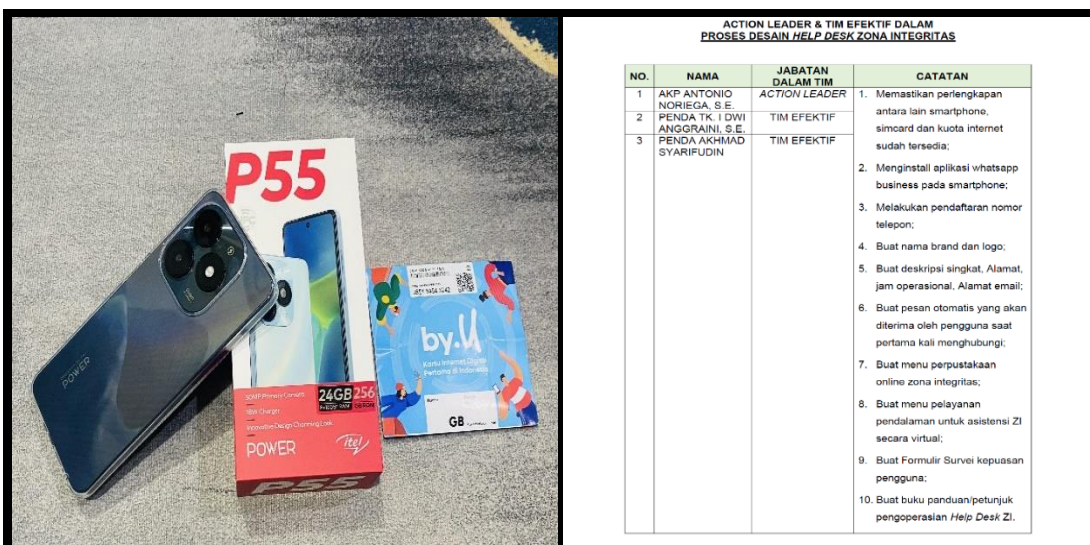 P55
POWER
50MP Primary Camera
18W Charger
24GB 256
Innovative Design Charming Look
POWER
itel
P55
by.U
Kartu Internet Digital
Pertama di Indonesia
GB
ACTION LEADER & TIM EFEKTIF DALAM
PROSES DESAIN HELP DESK ZONA INTEGRITAS
NO. NAMA JABATAN DALAM TIM CATATAN
1 AKP ANTONIO NORIEGA, S.E. ACTION LEADER
2 PENDA TK. I DWI ANGGRAINI, S.E. TIM EFEKTIF
3 PENDA AKHMAD SYARIFUDIN TIM EFEKTIF
1. Memastikan perlengkapan
antara lain smartphone,
simcard dan kuota internet
sudah tersedia;
2. Menginstall aplikasi whatsapp
business pada smartphone;
3. Melakukan pendaftaran nomor
telepon;
4. Buat nama brand dan logo;
5. Buat deskripsi singkat, Alamat,
jam operasional, Alamat email;
6. Buat pesan otomatis yang akan
diterima oleh pengguna saat
pertama kali menghubungi;
7. Buat menu perpustakaan
online zona integritas;
8. Buat menu pelayanan
pendalaman untuk asistensi ZI
secara virtual;
9. Buat Formulir Survei kepuasan
pengguna;
10. Buat buku panduan/petunjuk
pengoperasian Help Desk ZI.